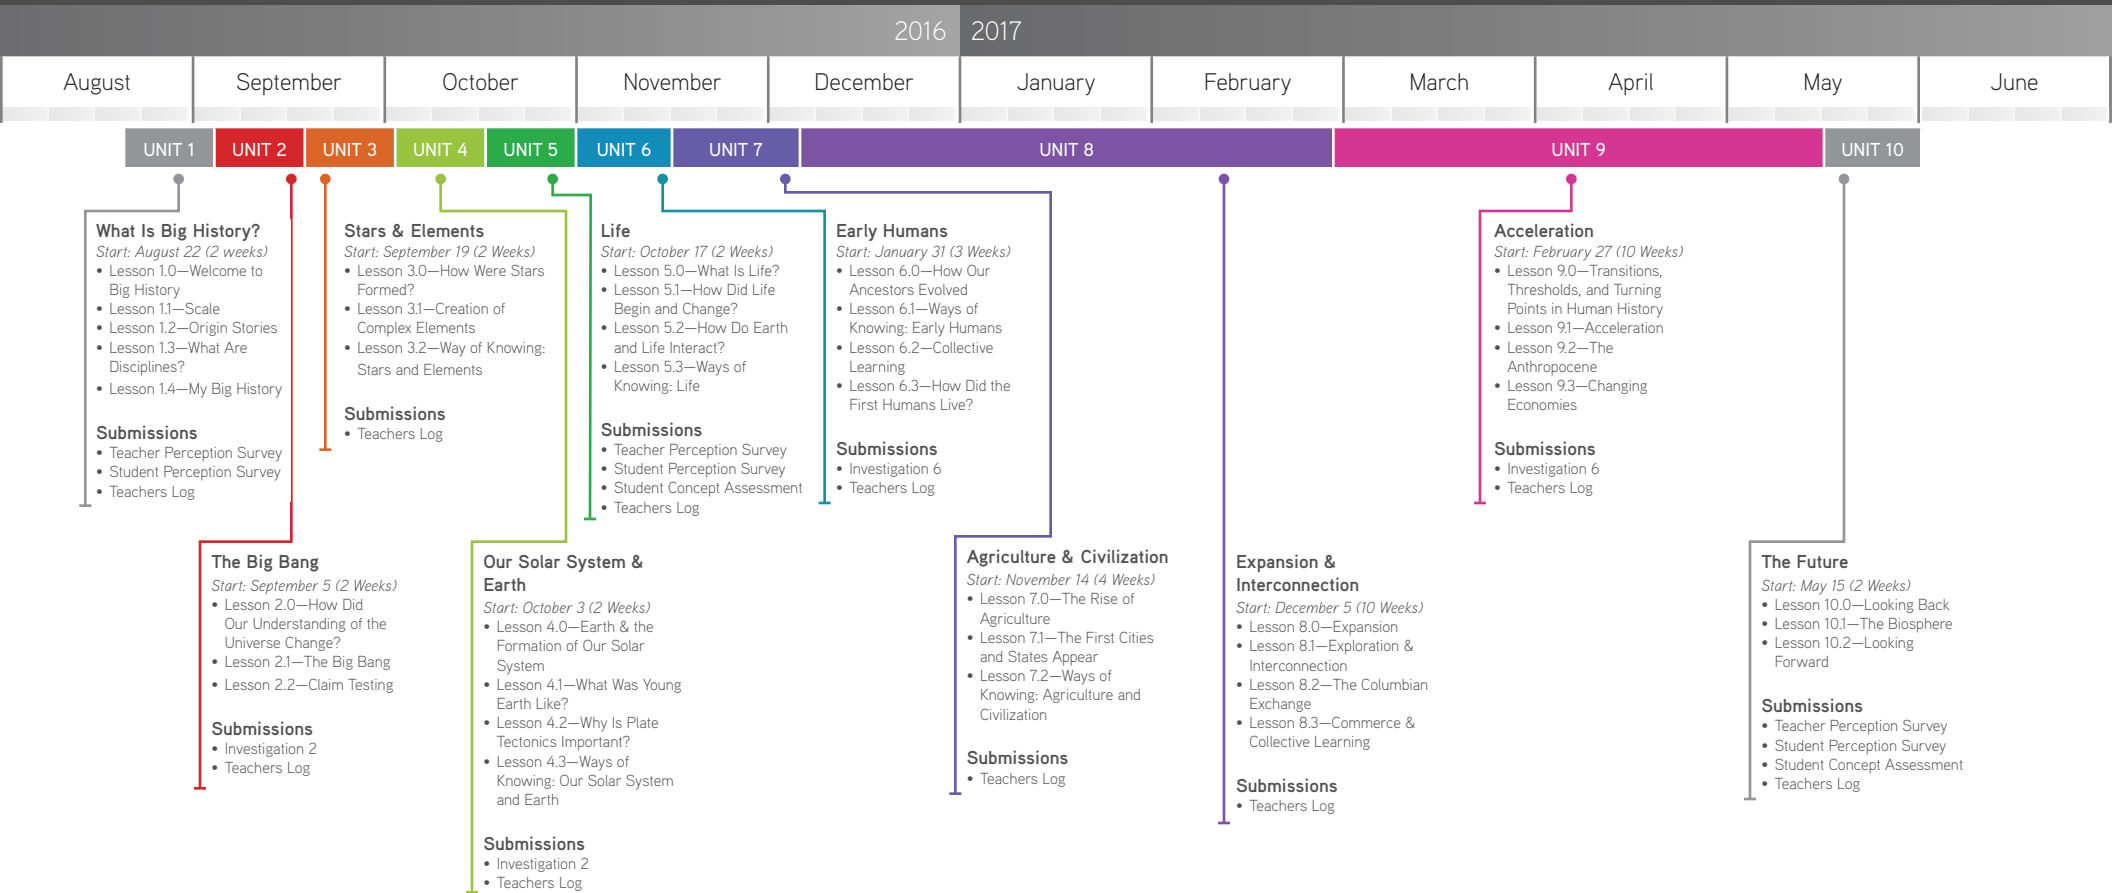 2016 2017
August September October November December January February March April May June
UNIT 1 UNIT 2 UNIT 3 UNIT 4 UNIT 5 UNIT 6 UNIT 7 UNIT 8 UNIT 9 UNIT 10
What Is Big History?
Start: August 22 (2 weeks)
• Lesson 1.0—Welcome to
Big History
• Lesson 1.1—Scale
• Lesson 1.2—Origin Stories
• Lesson 1.3—What Are
Disciplines?
• Lesson 1.4—My Big History
Submissions
• Teacher Perception Survey
• Student Perception Survey
• Teachers Log
The Big Bang
Start: September 5 (2 Weeks)
• Lesson 2.0—How Did
Our Understanding of the
Universe Change?
• Lesson 2.1—The Big Bang
• Lesson 2.2—Claim Testing
Submissions
• Investigation 2
• Teachers Log
Stars & Elements
Start: September 19 (2 Weeks)
• Lesson 3.0—How Were Stars
Formed?
• Lesson 3.1—Creation of
Complex Elements
• Lesson 3.2—Way of Knowing:
Stars and Elements
Submissions
• Teachers Log
Our Solar System &
Earth
Start: October 3 (2 Weeks)
• Lesson 4.0—Earth & the
Formation of Our Solar
System
• Lesson 4.1—What Was Young
Earth Like?
• Lesson 4.2—Why Is Plate
Tectonics Important?
• Lesson 4.3—Ways of
Knowing: Our Solar System
and Earth
Submissions
• Investigation 2
• Teachers Log
Life
Start: October 17 (2 Weeks)
• Lesson 5.0—What Is Life?
• Lesson 5.1—How Did Life
Begin and Change?
• Lesson 5.2—How Do Earth
and Life Interact?
• Lesson 5.3—Ways of
Knowing: Life
Submissions
• Teacher Perception Survey
• Student Perception Survey
• Student Concept Assessment
• Teachers Log
Early Humans
Start: January 31 (3 Weeks)
• Lesson 6.0—How Our
Ancestors Evolved
• Lesson 6.1—Ways of
Knowing: Early Humans
• Lesson 6.2—Collective
Learning
• Lesson 6.3—How Did the
First Humans Live?
Submissions
• Investigation 6
• Teachers Log
Agriculture & Civilization
Start: November 14 (4 Weeks)
• Lesson 7.0—The Rise of
Agriculture
• Lesson 7.1—The First Cities
and States Appear
• Lesson 7.2—Ways of
Knowing: Agriculture and
Civilization
Submissions
• Teachers Log
Expansion &
Interconnection
Start: December 5 (10 Weeks)
• Lesson 8.0—Expansion
• Lesson 8.1—Exploration &
Interconnection
• Lesson 8.2—The Columbian
Exchange
• Lesson 8.3—Commerce &
Collective Learning
Submissions
• Teachers Log
Acceleration
Start: February 27 (10 Weeks)
• Lesson 9.0—Transitions,
Thresholds, and Turning
Points in Human History
• Lesson 9.1—Acceleration
• Lesson 9.2—The
Anthropocene
• Lesson 9.3—Changing
Economies
Submissions
• Investigation 6
• Teachers Log
The Future
Start: May 15 (2 Weeks)
• Lesson 10.0—Looking Back
• Lesson 10.1—The Biosphere
• Lesson 10.2—Looking
Forward
Submissions
• Teacher Perception Survey
• Student Perception Survey
• Student Concept Assessment
• Teachers Log